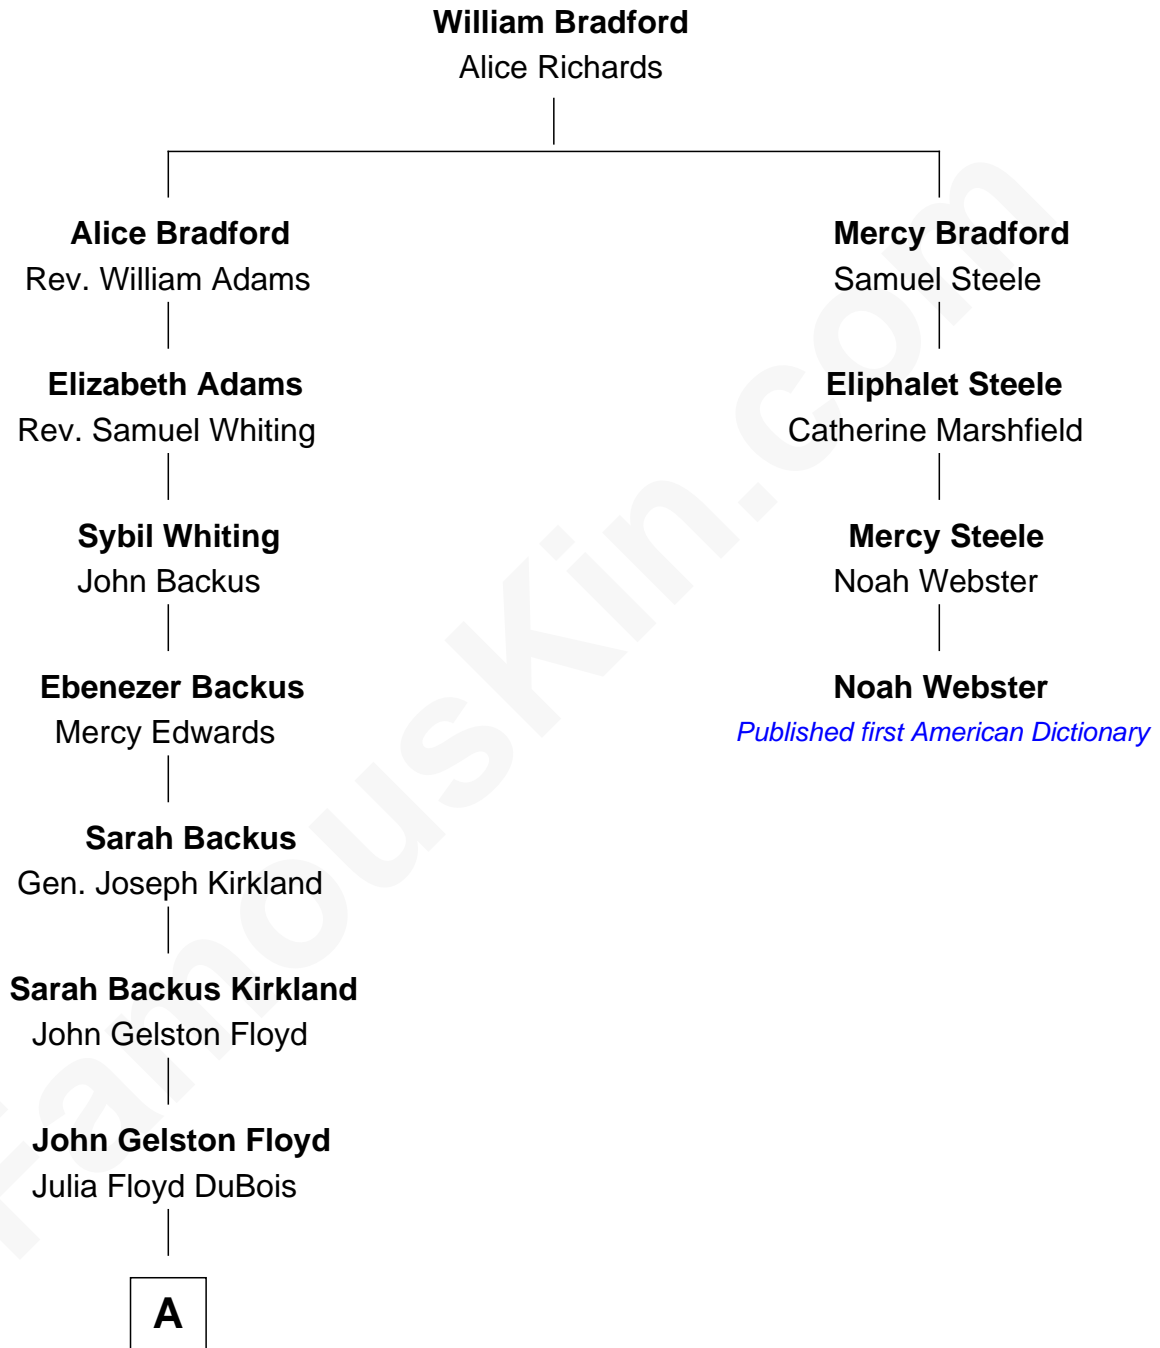 William Bradford
Alice Richards
Alice Bradford
Rev. William Adams
Elizabeth Adams
Rev. Samuel Whiting
Sybil Whiting
John Backus
Ebenezer Backus
Mercy Edwards
Sarah Backus
Gen. Joseph Kirkland
Sarah Backus Kirkland
John Gelston Floyd
John Gelston Floyd
Julia Floyd DuBois
A
Mercy Bradford
Samuel Steele
Eliphalet Steele
Catherine Marshfield
Mercy Steele
Noah Webster
Noah Webster
Published first American Dictionary
FamousKin.com